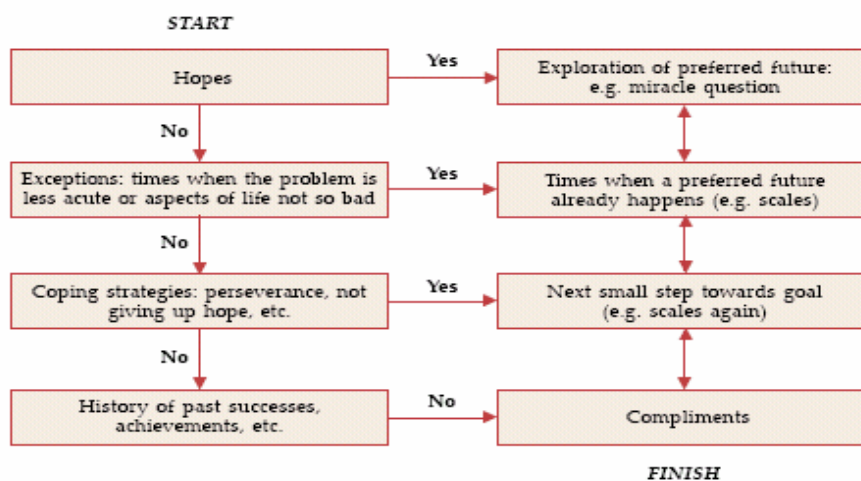 START
Hopes
Yes
Exploration of preferred future:
e.g. miracle question
No
Exceptions: times when the problem is
less acute or aspects of life not so bad
Yes
Times when a preferred future
already happens (e.g. scales)
No
Coping strategies: perseverance, not
giving up hope, etc.
Yes
Next small step towards goal
(e.g. scales again)
No
History of past successes,
achievements, etc.
No
Compliments
FINISH